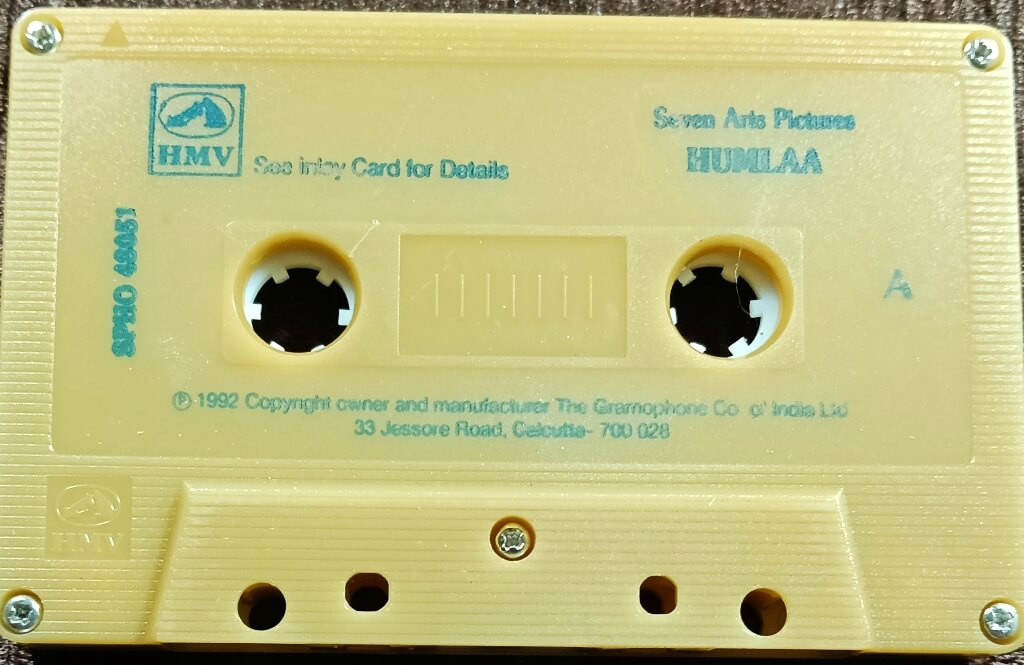 HMV
See inlay Card for Details
Seven Arts Pictures
HUMLAA
SPHO 49051
A
℗ 1992 Copyright owner and manufacturer The Gramophone Co of India Ltd
33 Jessore Road, Calcutta- 700 028
HMV